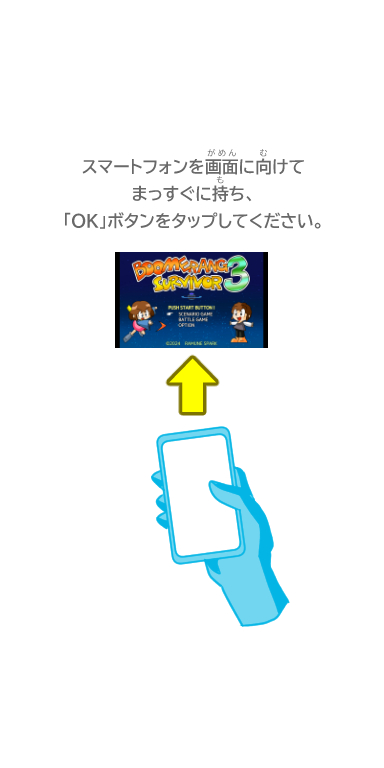 スマートフォンを画面に向けて
まっすぐに持ち、
「OK」ボタンをタップしてください。
BOOMERANG
SURVIVOR 3
PUSH START BUTTON!
SCENARIO GAME
BATTLE GAME
OPTION
©2024 RAMUNE SPARK